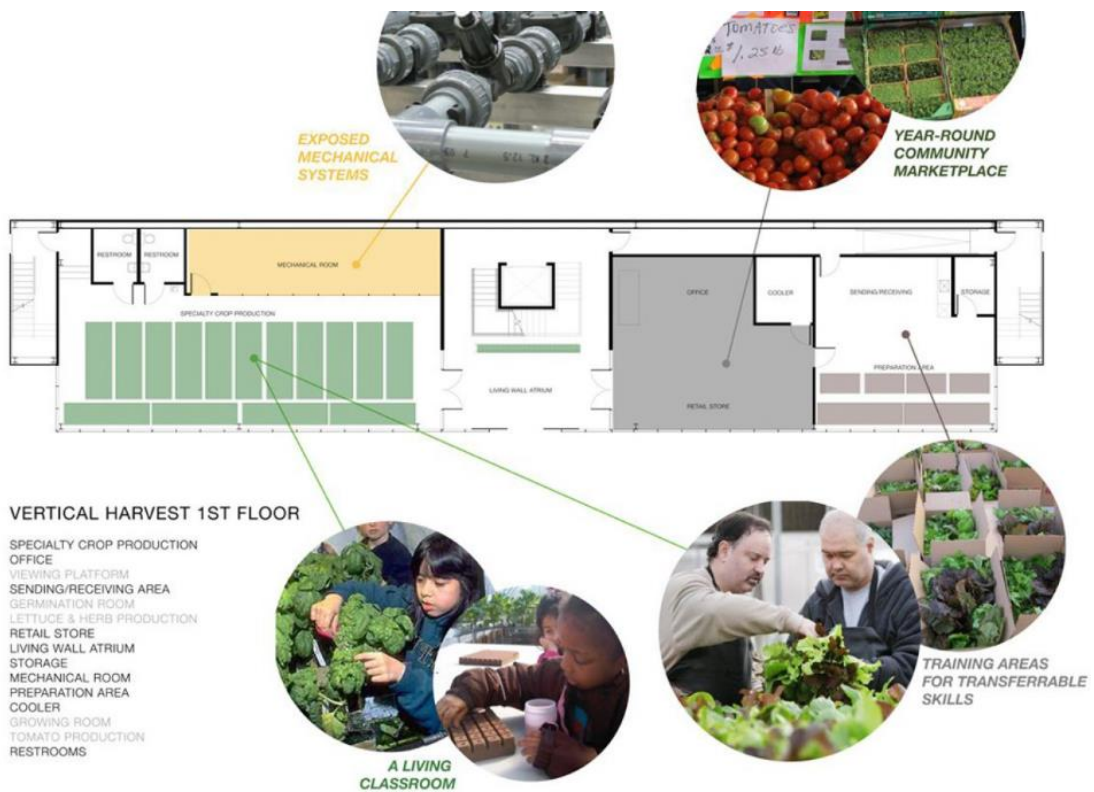 TOMATOES
$1.25 lb
EXPOSED
MECHANICAL
SYSTEMS
YEAR-ROUND
COMMUNITY
MARKETPLACE
RESTROOM
RESTROOM
MECHANICAL ROOM
OFFICE
COOLER
SENDING/RECEIVING
STORAGE
SPECIALTY CROP PRODUCTION
LIVING WALL ATRIUM
PREPARATION AREA
RETAIL STORE
VERTICAL HARVEST 1ST FLOOR
SPECIALTY CROP PRODUCTION
OFFICE
VIEWING PLATFORM
SENDING/RECEIVING AREA
GERMINATION ROOM
LETTUCE & HERB PRODUCTION
RETAIL STORE
LIVING WALL ATRIUM
STORAGE
MECHANICAL ROOM
PREPARATION AREA
COOLER
GROWING ROOM
TOMATO PRODUCTION
RESTROOMS
A LIVING
CLASSROOM
TRAINING AREAS
FOR TRANSFERRABLE
SKILLS